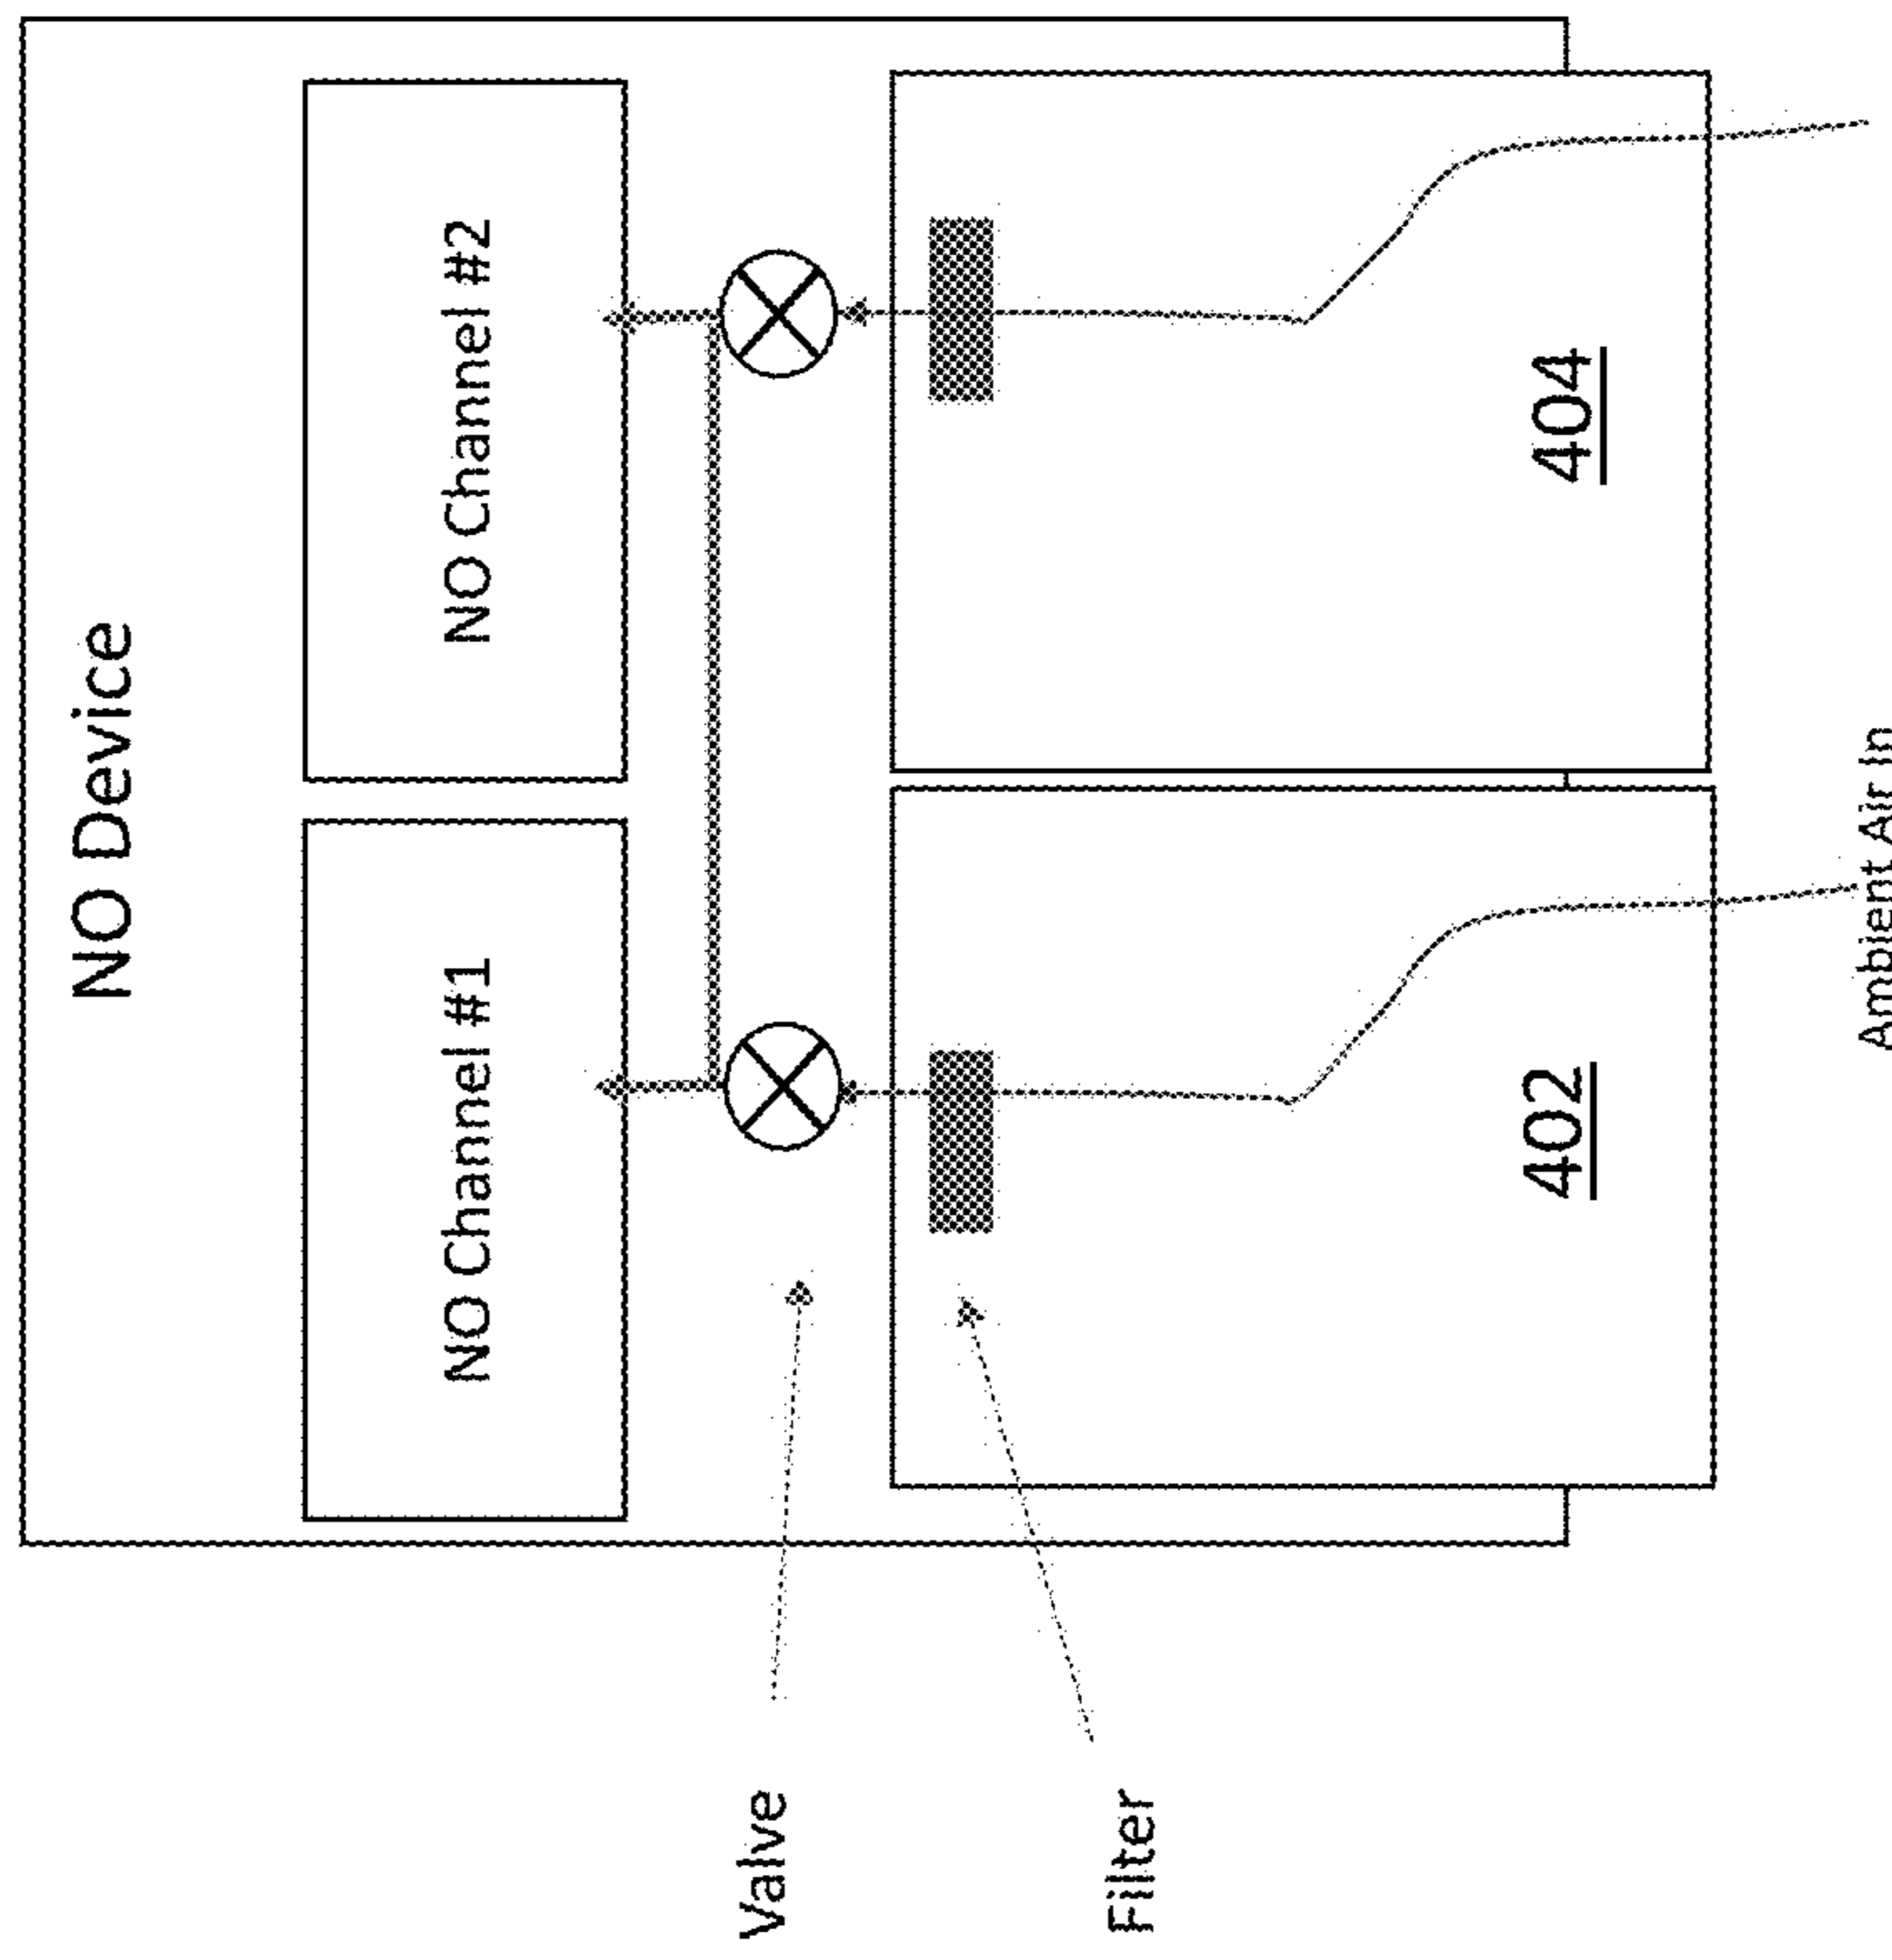 NO Device
NO Channel #1
NO Channel #2
Valve
Filter
402
404
Ambient Air In